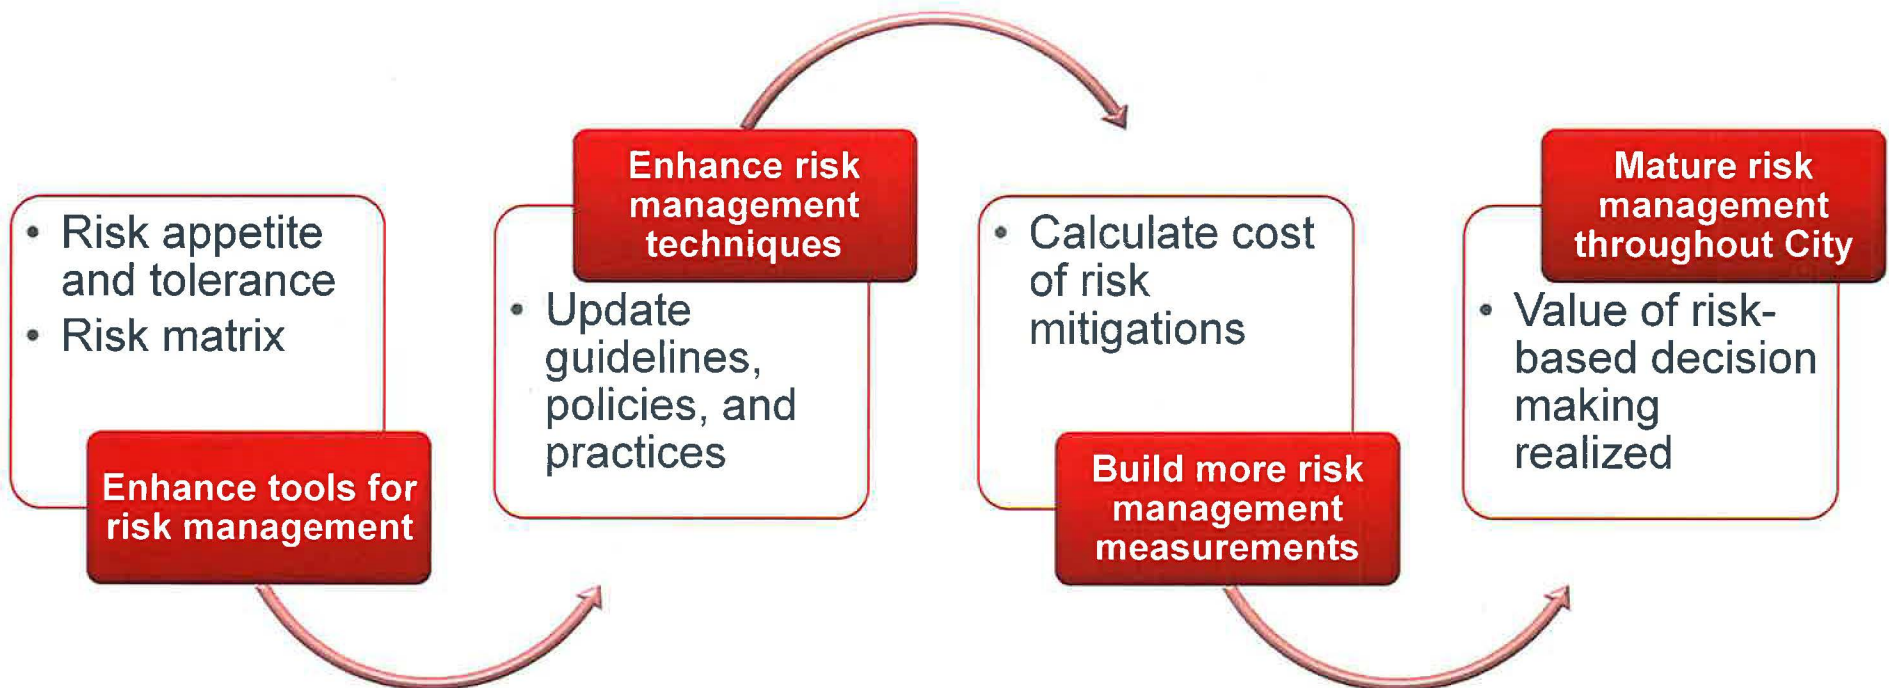 • Risk appetite
and tolerance
• Risk matrix
Enhance tools for
risk management
Enhance risk
management
techniques
• Update
guidelines,
policies, and
practices
• Calculate cost
of risk
mitigations
Build more risk
management
measurements
Mature risk
management
throughout City
• Value of risk-
based decision
making
realized